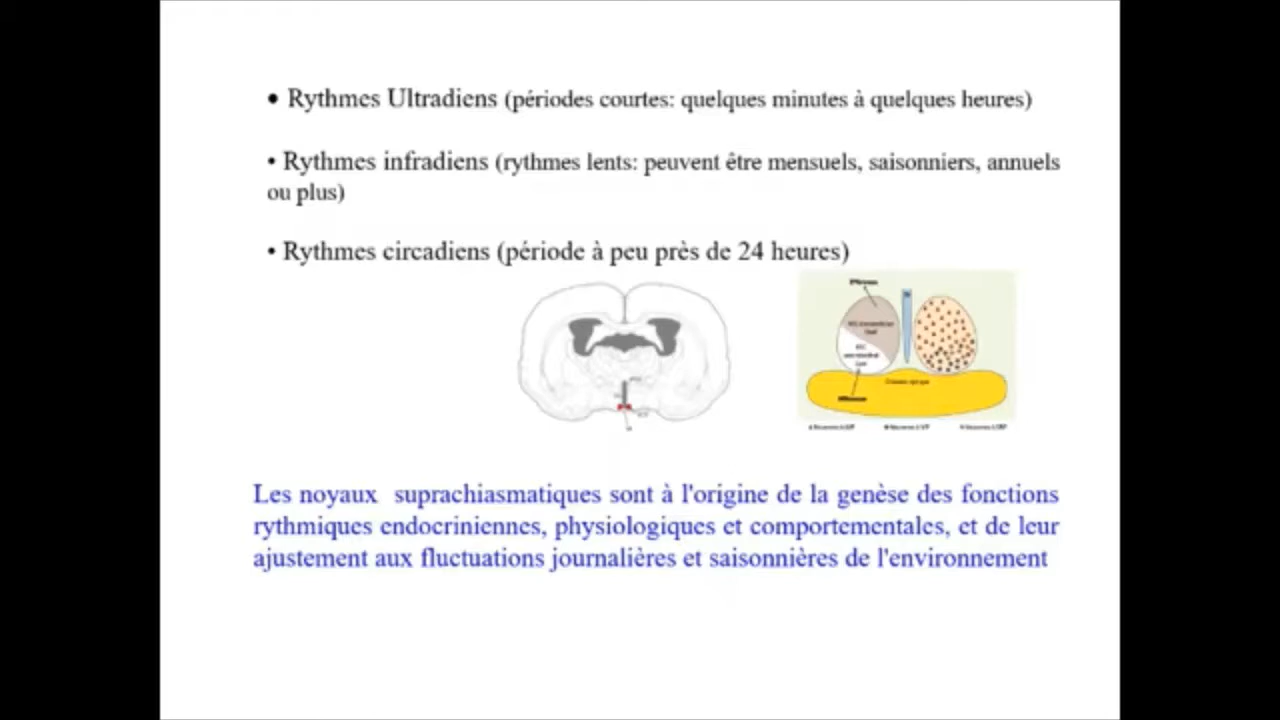 • Rythmes Ultradiens (périodes courtes: quelques minutes à quelques heures)
• Rythmes infradiens (rythmes lents: peuvent être mensuels, saisonniers, annuels
ou plus)
• Rythmes circadiens (période à peu près de 24 heures)
Les noyaux suprachiasmatiques sont à l'origine de la genèse des fonctions
rythmiques endocriniennes, physiologiques et comportementales, et de leur
ajustement aux fluctuations journalières et saisonnières de l'environnement